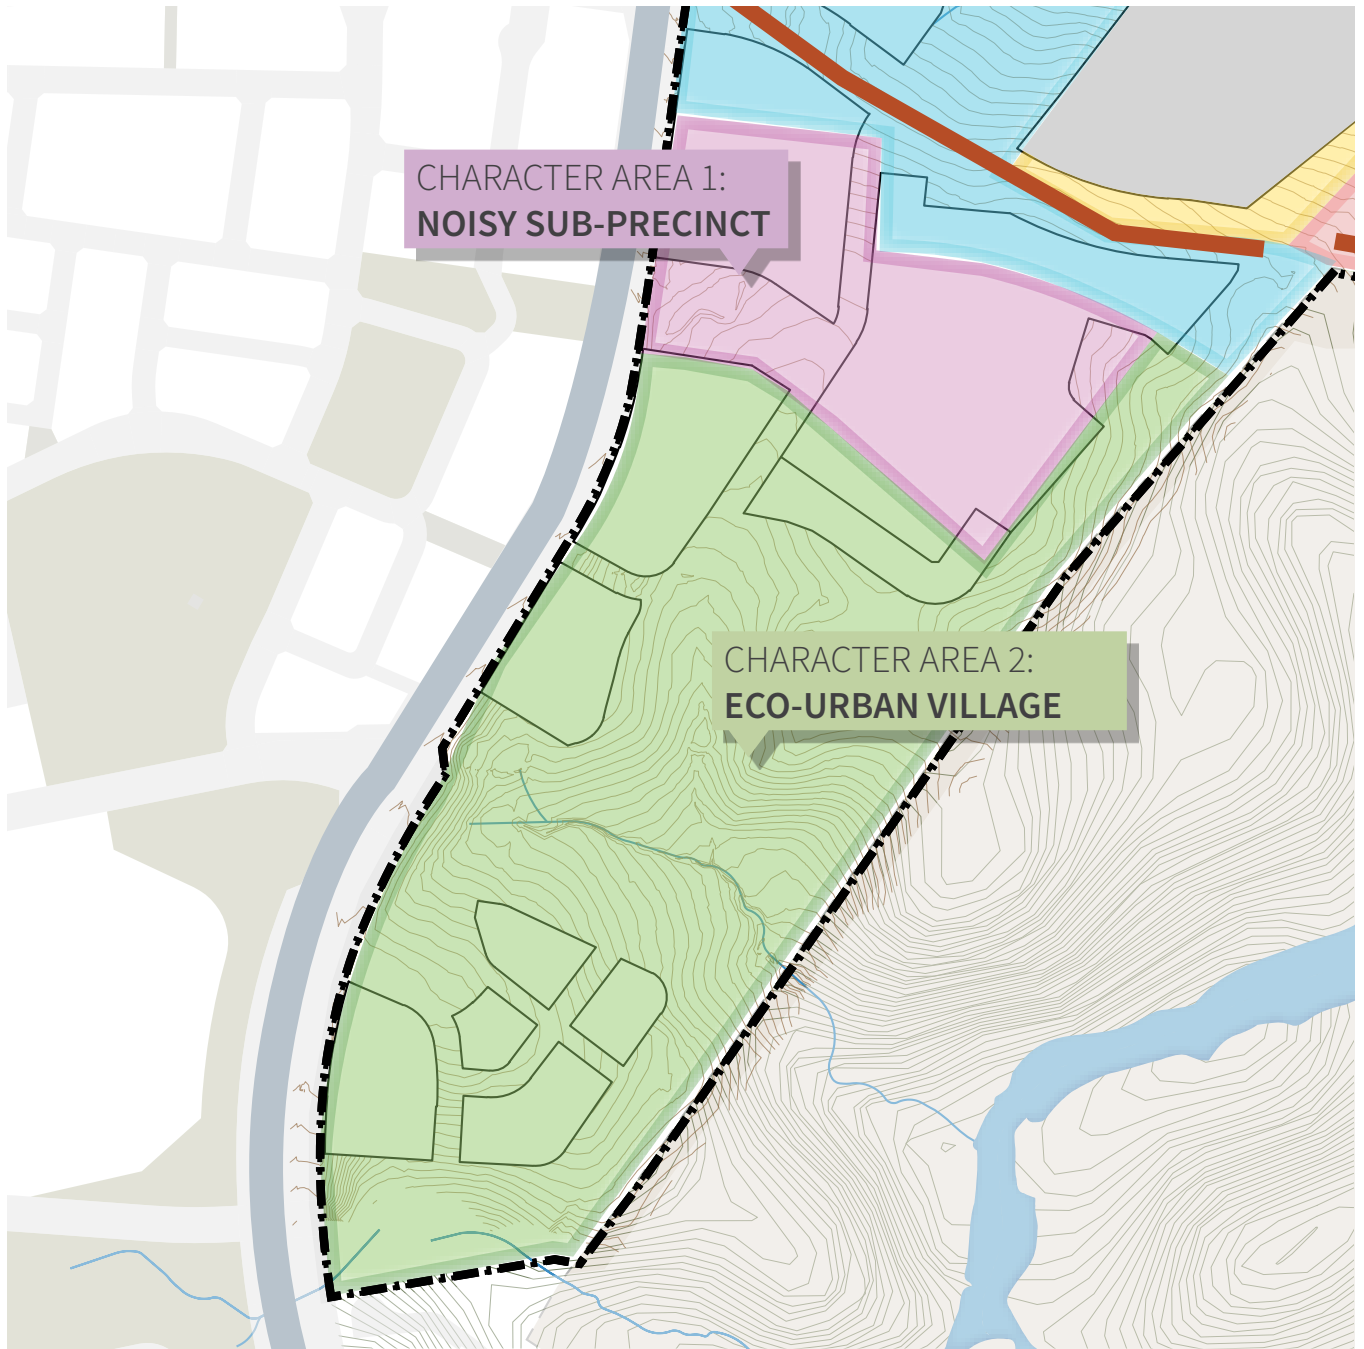 CHARACTER AREA 1:
NOISY SUB-PRECINCT
CHARACTER AREA 2:
ECO-URBAN VILLAGE